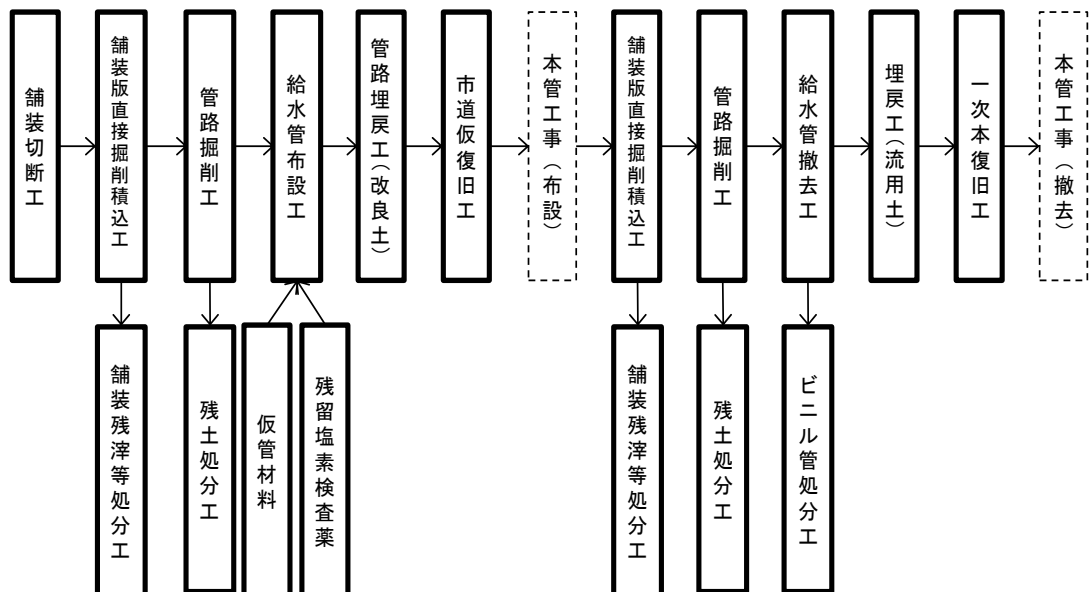 舗装切断工
舗装版直接掘削積込工
管路掘削工
給水管布設工
管路埋戻工（改良土）
市道仮復旧工
本管工事（布設）
舗装版直接掘削積込工
管路掘削工
給水管撤去工
埋戻工（流用土）
一次本復旧工
本管工事（撤去）
舗装残滓等処分工
残土処分工
仮管材料
残留塩素検査薬
舗装残滓等処分工
残土処分工
ビニル管処分工